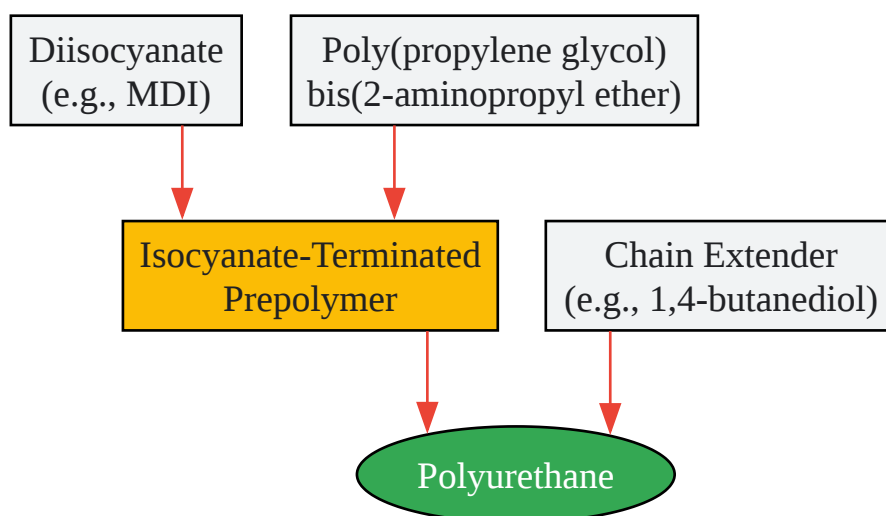 Diisocyanate
(e.g., MDI)
Poly(propylene glycol)
bis(2-aminopropyl ether)
Isocyanate-Terminated
Prepolymer
Chain Extender
(e.g., 1,4-butanediol)
Polyurethane